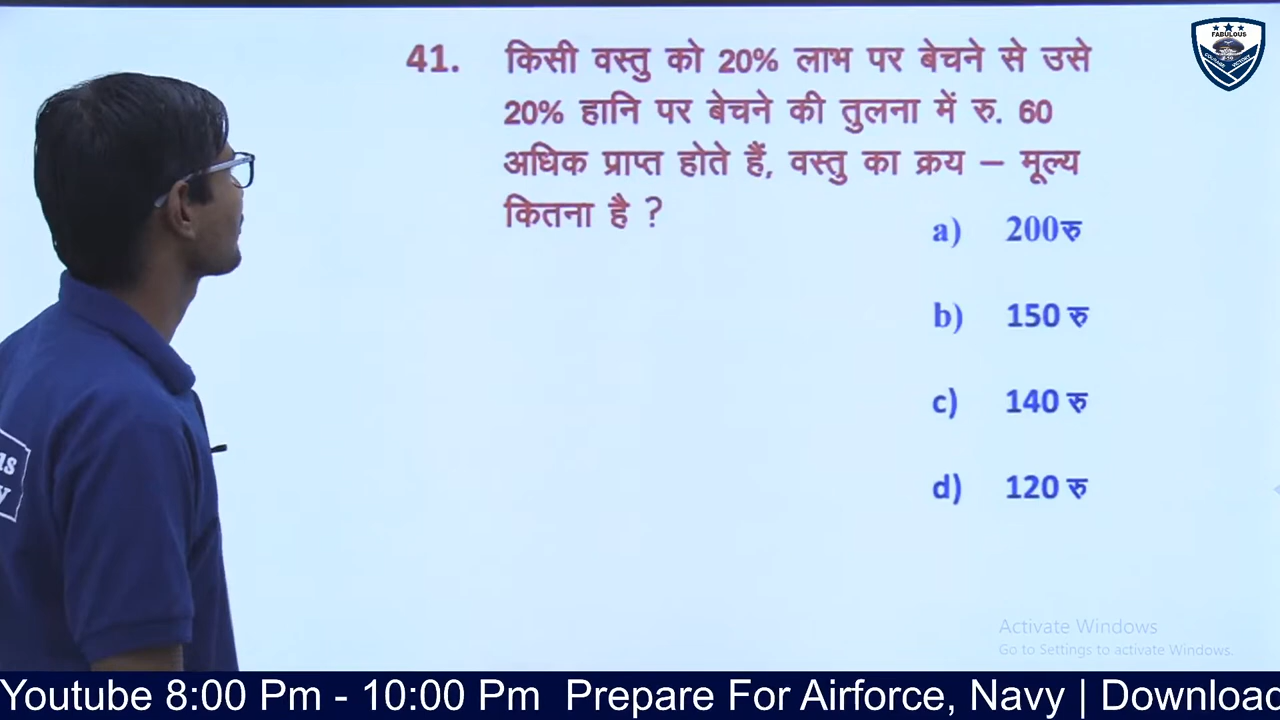 FABULOUS
41. किसी वस्तु को 20% लाभ पर बेचने से उसे
20% हानि पर बेचने की तुलना में रु. 60
अधिक प्राप्त होते हैं, वस्तु का क्रय – मूल्य
कितना है ?
a) 200रु
b) 150 रु
c) 140 रु
d) 120 रु
Activate Windows
Go to Settings to activate Windows.
Youtube 8:00 Pm - 10:00 Pm Prepare For Airforce, Navy | Download